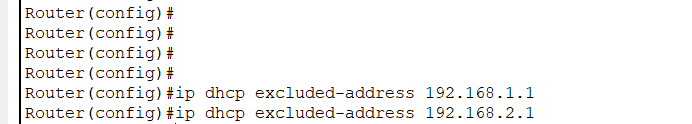 Router(config)#
Router(config)#
Router(config)#
Router(config)#
Router(config)#ip dhcp excluded-address 192.168.1.1
Router(config)#ip dhcp excluded-address 192.168.2.1